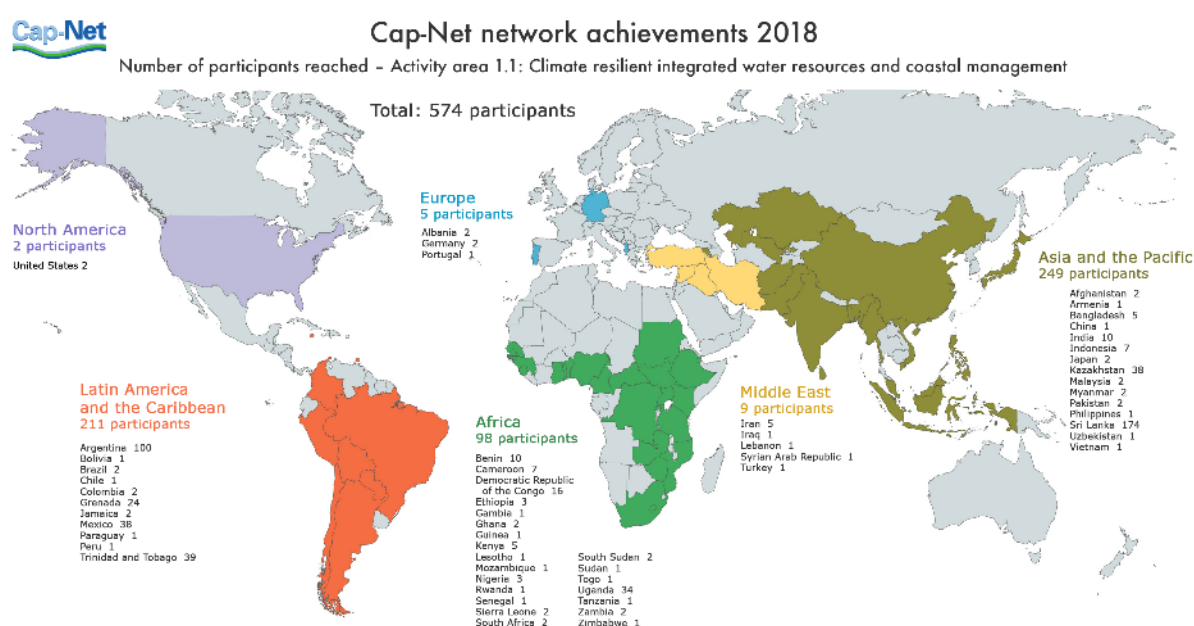 Cap-Net
Cap-Net network achievements 2018
Number of participants reached – Activity area 1.1: Climate resilient integrated water resources and coastal management
Total: 574 participants
North America
2 participants
United States 2
Europe
5 participants
Albania 2
Germany 2
Portugal 1
Asia and the Pacific
249 participants
Afghanistan 2
Armenia 1
Bangladesh 5
China 1
India 10
Indonesia 7
Japan 2
Kazakhstan 38
Malaysia 2
Myanmar 2
Pakistan 2
Philippines 1
Sri Lanka 174
Uzbekistan 1
Vietnam 1
Latin America
and the Caribbean
211 participants
Argentina 100
Bolivia 1
Brazil 2
Chile 1
Colombia 2
Grenada 24
Jamaica 2
Mexico 38
Paraguay 1
Peru 1
Trinidad and Tobago 39
Africa
98 participants
Benin 10
Cameroon 7
Democratic Republic
of the Congo 16
Ethiopia 3
Gambia 1
Ghana 2
Guinea 1
Kenya 5
Lesotho 1
Mozambique 1
Nigeria 3
Rwanda 1
Senegal 1
Sierra Leone 2
South Africa 2
South Sudan 2
Sudan 1
Togo 1
Uganda 34
Tanzania 1
Zambia 2
Zimbabwe 1
Middle East
9 participants
Iran 5
Iraq 1
Lebanon 1
Syrian Arab Republic 1
Turkey 1